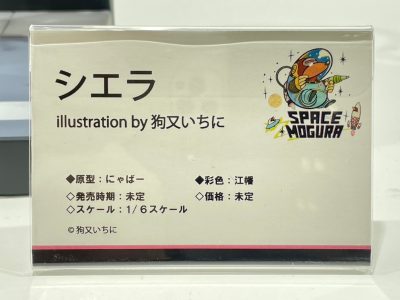 シエラ
illustration by 狗又いちに
SPACE
MOGURA
◆原型：にゃばー ◆彩色：江幡
◇発売時期：未定 ◇価格：未定
◇スケール：1/6スケール
©狗又いちに